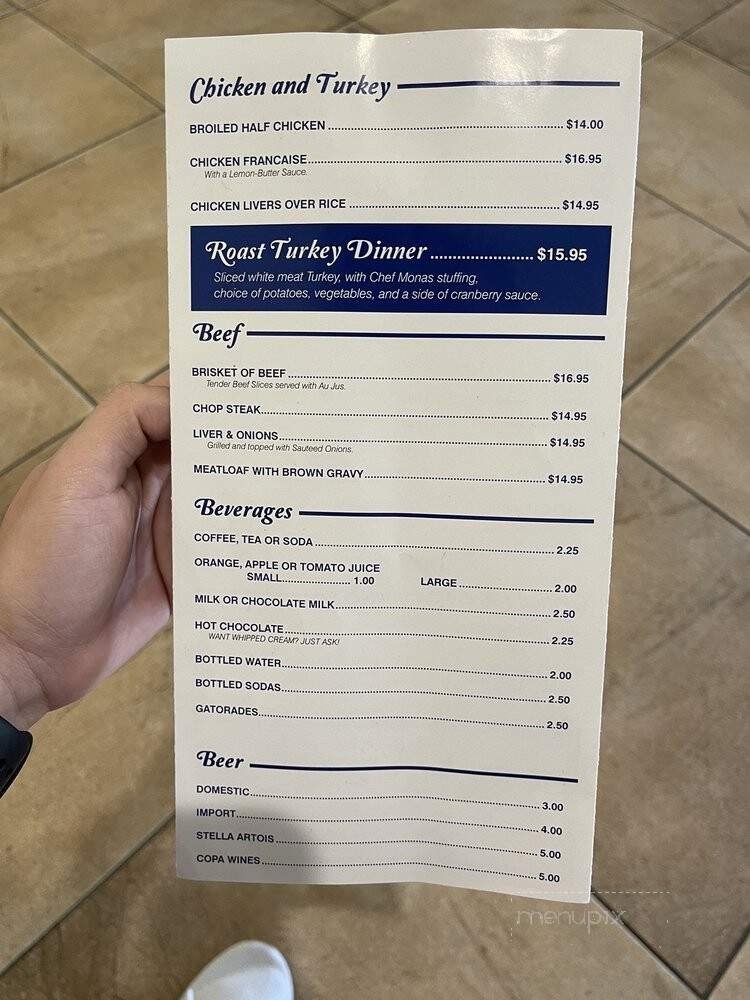 Chicken and Turkey
BROILED HALF CHICKEN ........ $14.00
CHICKEN FRANCAISE........ $16.95
With a Lemon-Butter Sauce.
CHICKEN LIVERS OVER RICE ........ $14.95
Roast Turkey Dinner ........ $15.95
Sliced white meat Turkey, with Chef Monas stuffing,
choice of potatoes, vegetables, and a side of cranberry sauce.
Beef
BRISKET OF BEEF ........ $16.95
Tender Beef Slices served with Au Jus.
CHOP STEAK........ $14.95
LIVER & ONIONS........ $14.95
Grilled and topped with Sauteed Onions.
MEATLOAF WITH BROWN GRAVY........ $14.95
Beverages
COFFEE, TEA OR SODA ........ 2.25
ORANGE, APPLE OR TOMATO JUICE
SMALL........ 1.00 LARGE........ 2.00
MILK OR CHOCOLATE MILK........ 2.50
HOT CHOCOLATE........ 2.25
WANT WHIPPED CREAM? JUST ASK!
BOTTLED WATER........ 2.00
BOTTLED SODAS........ 2.50
GATORADES........ 2.50
Beer
DOMESTIC........ 3.00
IMPORT........ 4.00
STELLA ARTOIS........ 5.00
COPA WINES........ 5.00
menupix